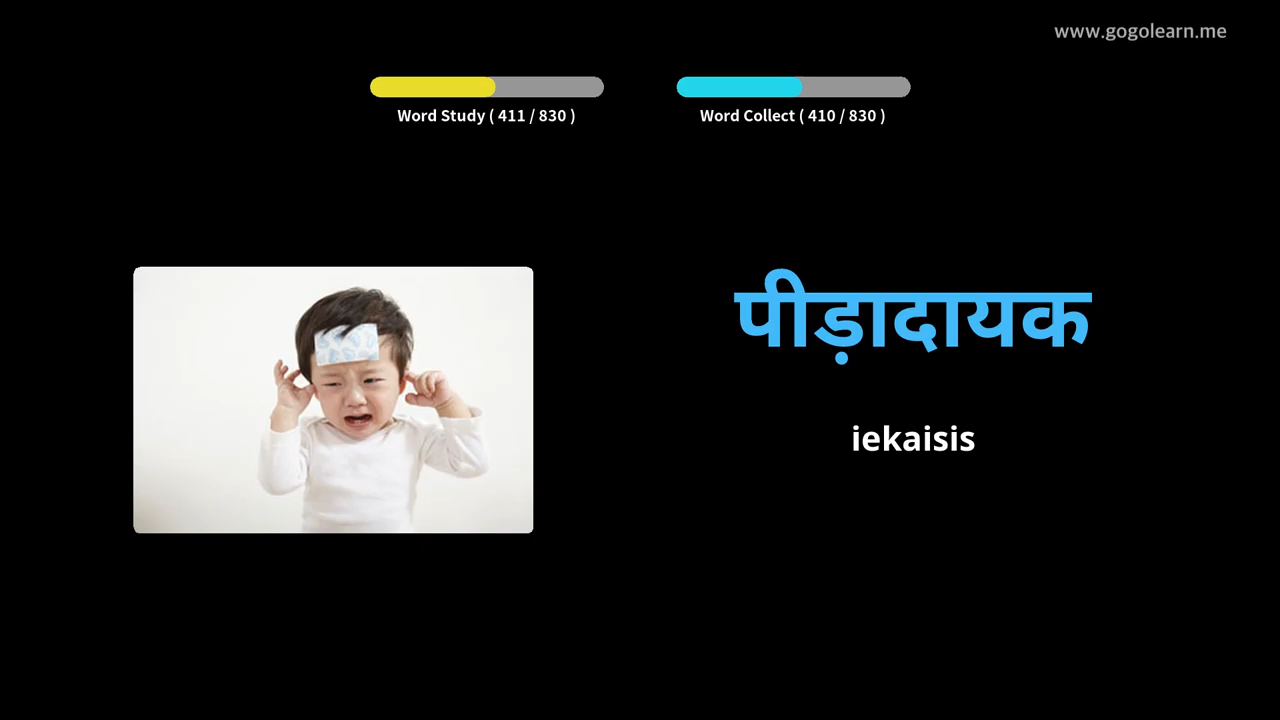 www.gogolearn.me
Word Study ( 411 / 830 )
Word Collect ( 410 / 830 )
पीड़ादायक
iekaisis